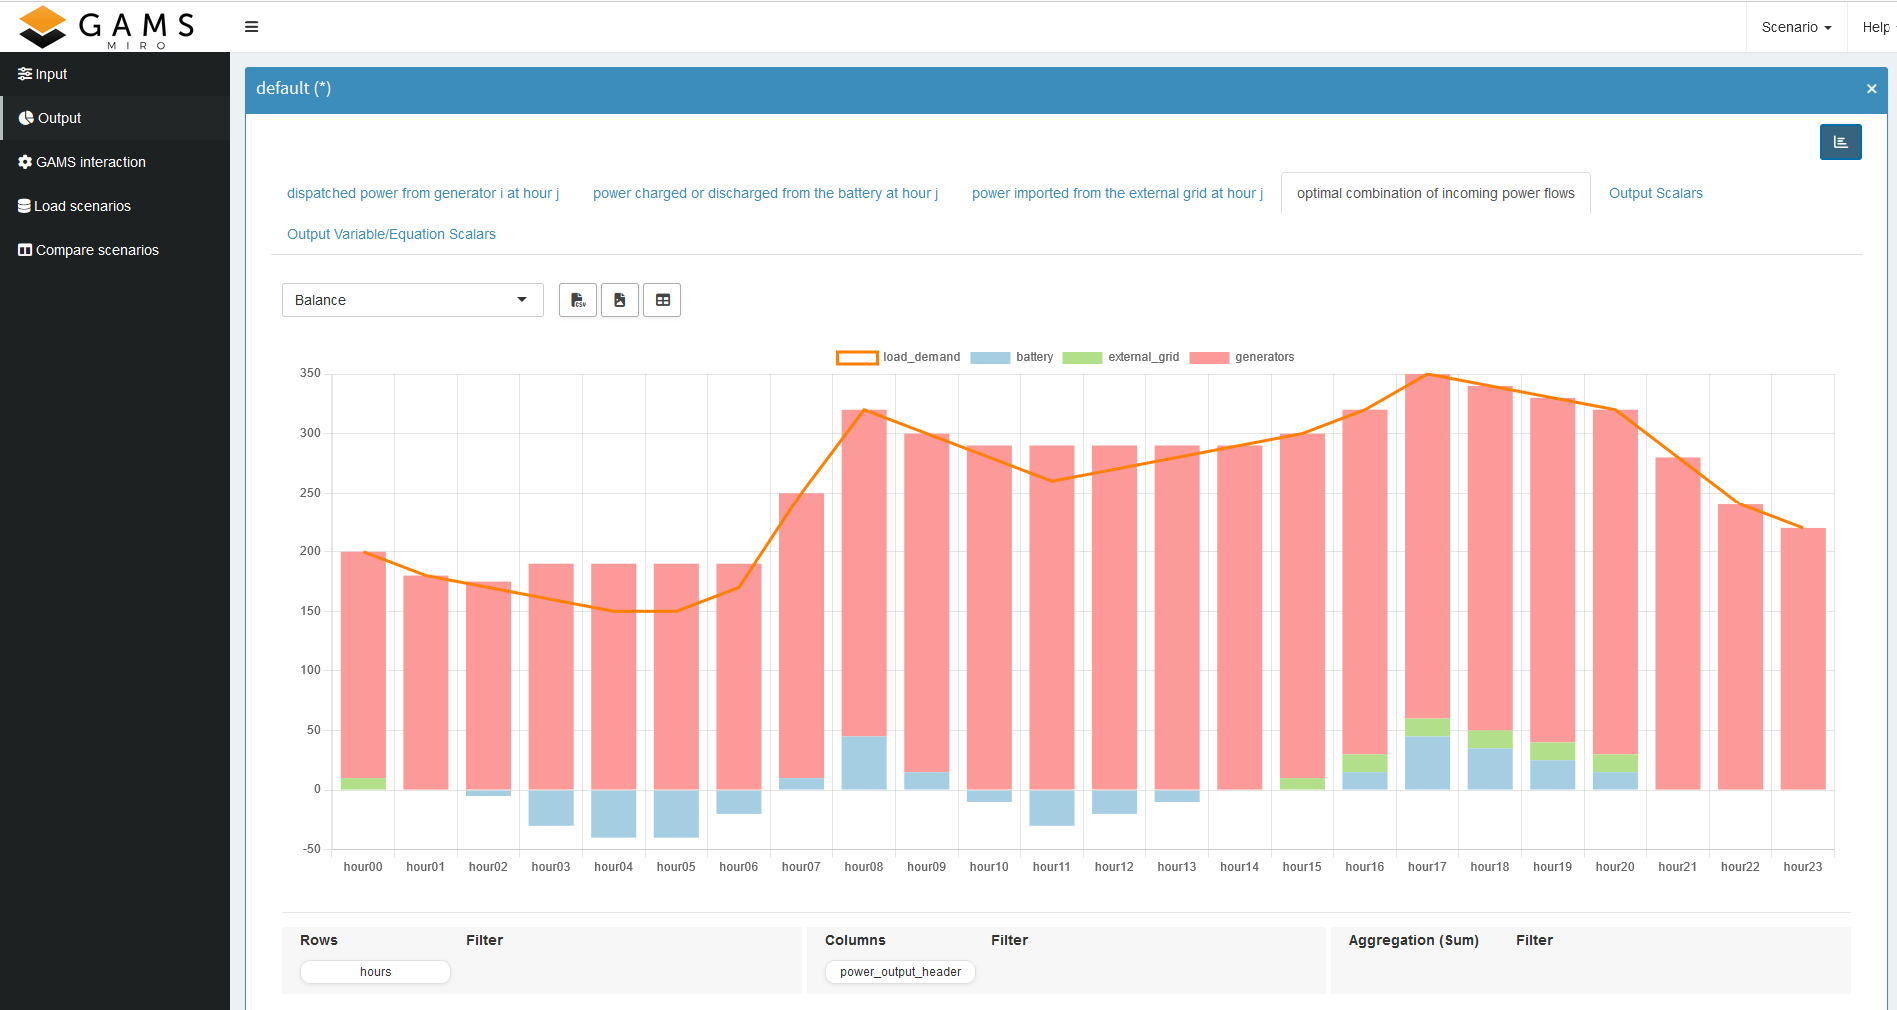 GAMS
MIRO
Scenario
Help
Input
Output
GAMS interaction
Load scenarios
Compare scenarios
default (*)
×
dispatched power from generator i at hour j
power charged or discharged from the battery at hour j
power imported from the external grid at hour j
optimal combination of incoming power flows
Output Scalars
Output Variable/Equation Scalars
Balance
CSV
load_demand battery external_grid generators
350
300
250
200
150
100
50
0
-50
hour00 hour01 hour02 hour03 hour04 hour05 hour06 hour07 hour08 hour09 hour10 hour11 hour12 hour13 hour14 hour15 hour16 hour17 hour18 hour19 hour20 hour21 hour22 hour23
Rows Filter
hours
Columns Filter
power_output_header
Aggregation (Sum) Filter